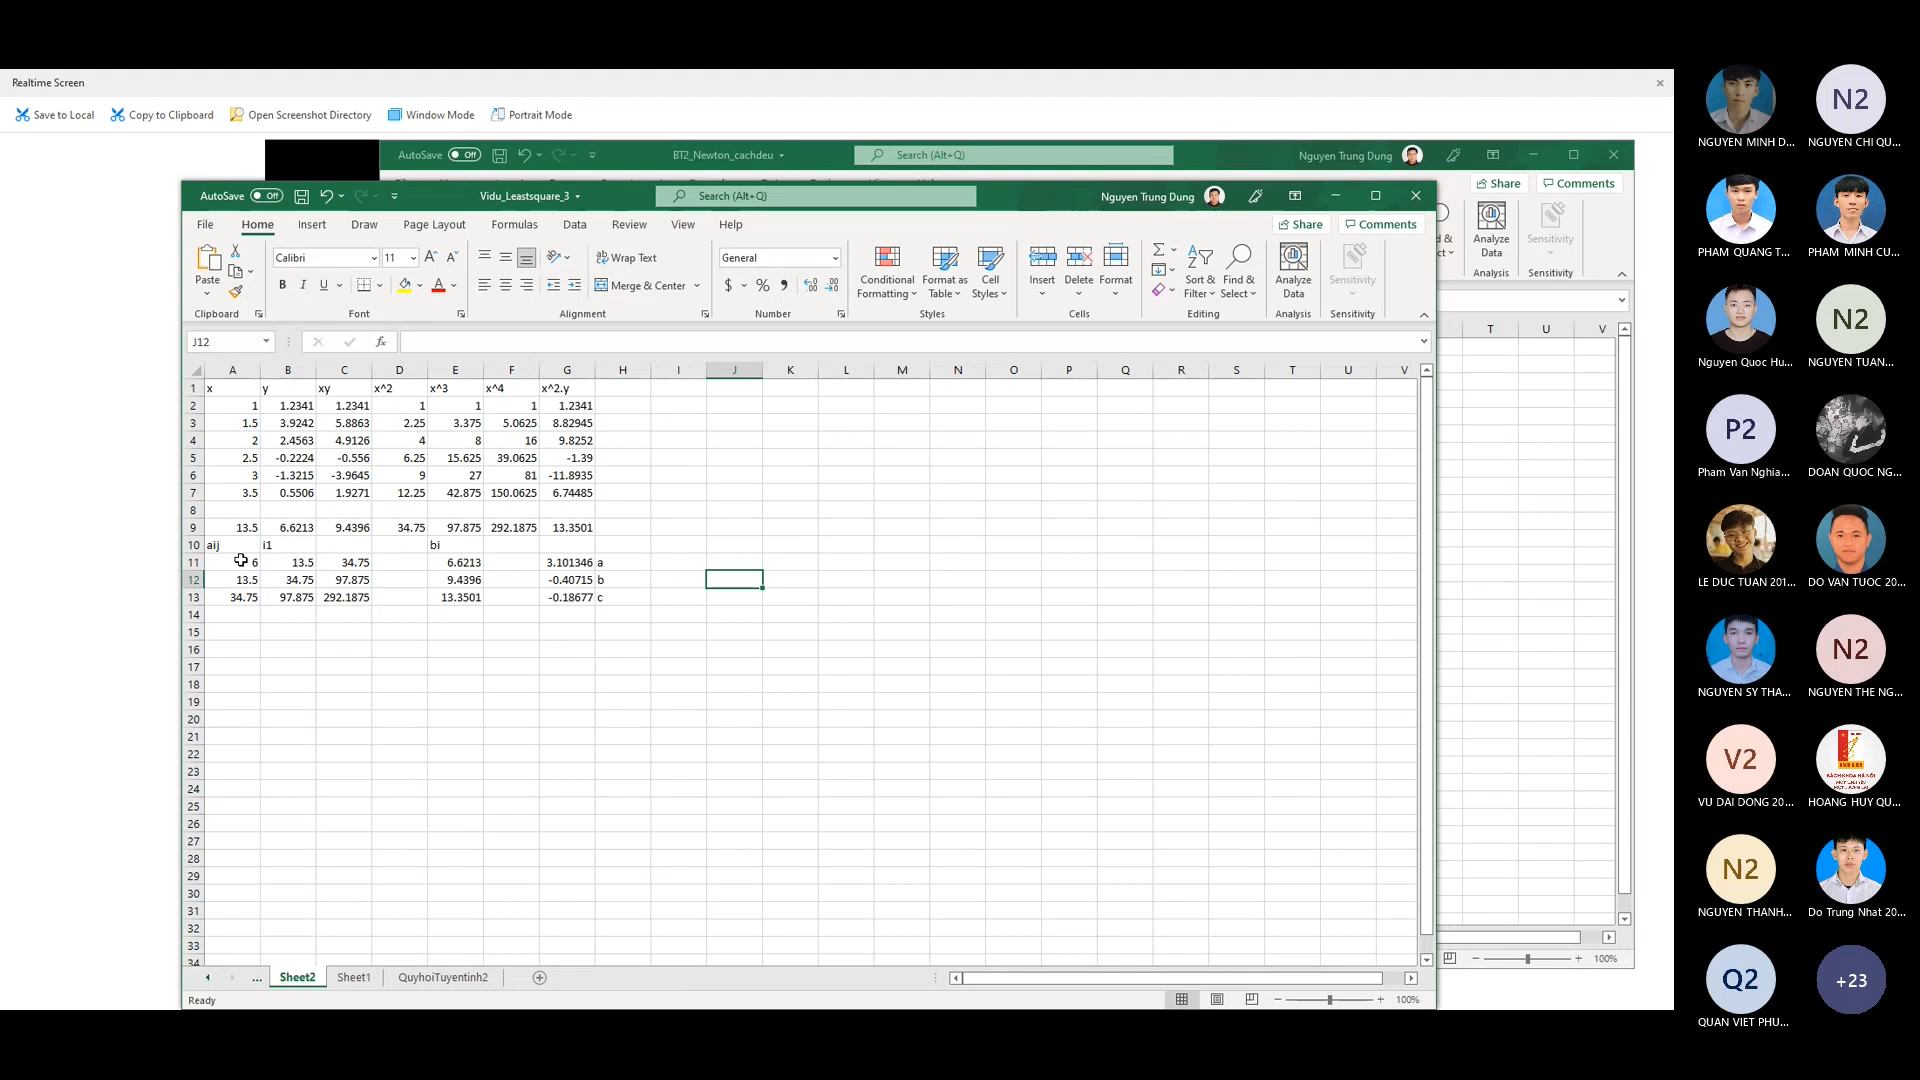 Realtime Screen
Save to Local Copy to Clipboard Open Screenshot Directory Window Mode Portrait Mode
AutoSave Off BT2_Newton_cachdeu Search (Alt+Q) Nguyen Trung Dung
Share Comments
AutoSave Off Vidu_Leastsquare_3 Search (Alt+Q) Nguyen Trung Dung
File Home Insert Draw Page Layout Formulas Data Review View Help Share Comments
Calibri 11 Wrap Text General
Paste B I U Merge & Center $ % Conditional Formatting Format as Table Cell Styles Insert Delete Format Sort & Filter Find & Select Analyze Data Sensitivity
Clipboard Font Alignment Number Styles Cells Editing Analysis Sensitivity
Analyze Data Sensitivity
Analysis Sensitivity
J12 fx
A B C D E F G H I J K L M N O P Q R S T U V
T U V
1 x y xy x^2 x^3 x^4 x^2.y
2 1 1.2341 1.2341 1 1 1 1.2341
3 1.5 3.9242 5.8863 2.25 3.375 5.0625 8.82945
4 2 2.4563 4.9126 4 8 16 9.8252
5 2.5 -0.2224 -0.556 6.25 15.625 39.0625 -1.39
6 3 -1.3215 -3.9645 9 27 81 -11.8935
7 3.5 0.5506 1.9271 12.25 42.875 150.0625 6.74485
8
9 13.5 6.6213 9.4396 34.75 97.875 292.1875 13.3501
10 aij i1 bi
11 6 13.5 34.75 6.6213 3.101346 a
12 13.5 34.75 97.875 9.4396 -0.40715 b
13 34.75 97.875 292.1875 13.3501 -0.18677 c
14
15
16
17
18
19
20
21
22
23
24
25
26
27
28
29
30
31
32
33
34
... Sheet2 Sheet1 QuyhoiTuyentinh2
Ready 100%
100%
NGUYEN MINH D... N2 NGUYEN CHI QU...
PHAM QUANG T... PHAM MINH CU...
Nguyen Quoc Hu... N2 NGUYEN TUAN...
P2 Pham Van Nghia... DOAN QUOC NG...
LE DUC TUAN 201... DO VAN TUOC 20...
NGUYEN SY THA... N2 NGUYEN THE NG...
V2 VU DAI DONG 20... HOANG HUY QU...
N2 NGUYEN THANH... Do Trung Nhat 20...
Q2 QUAN VIET PHU... +23